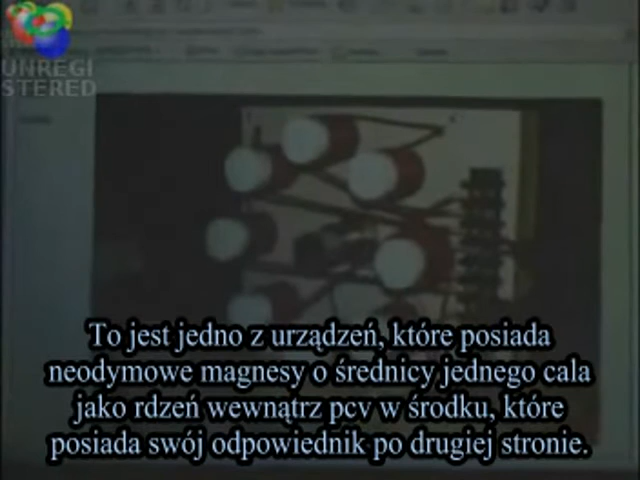 UNREGI
STERED
To jest jedno z urządzeń, które posiada
neodymowe magnesy o średnicy jednego cala
jako rdzeń wewnątrz pcv w środku, które
posiada swój odpowiednik po drugiej stronie.